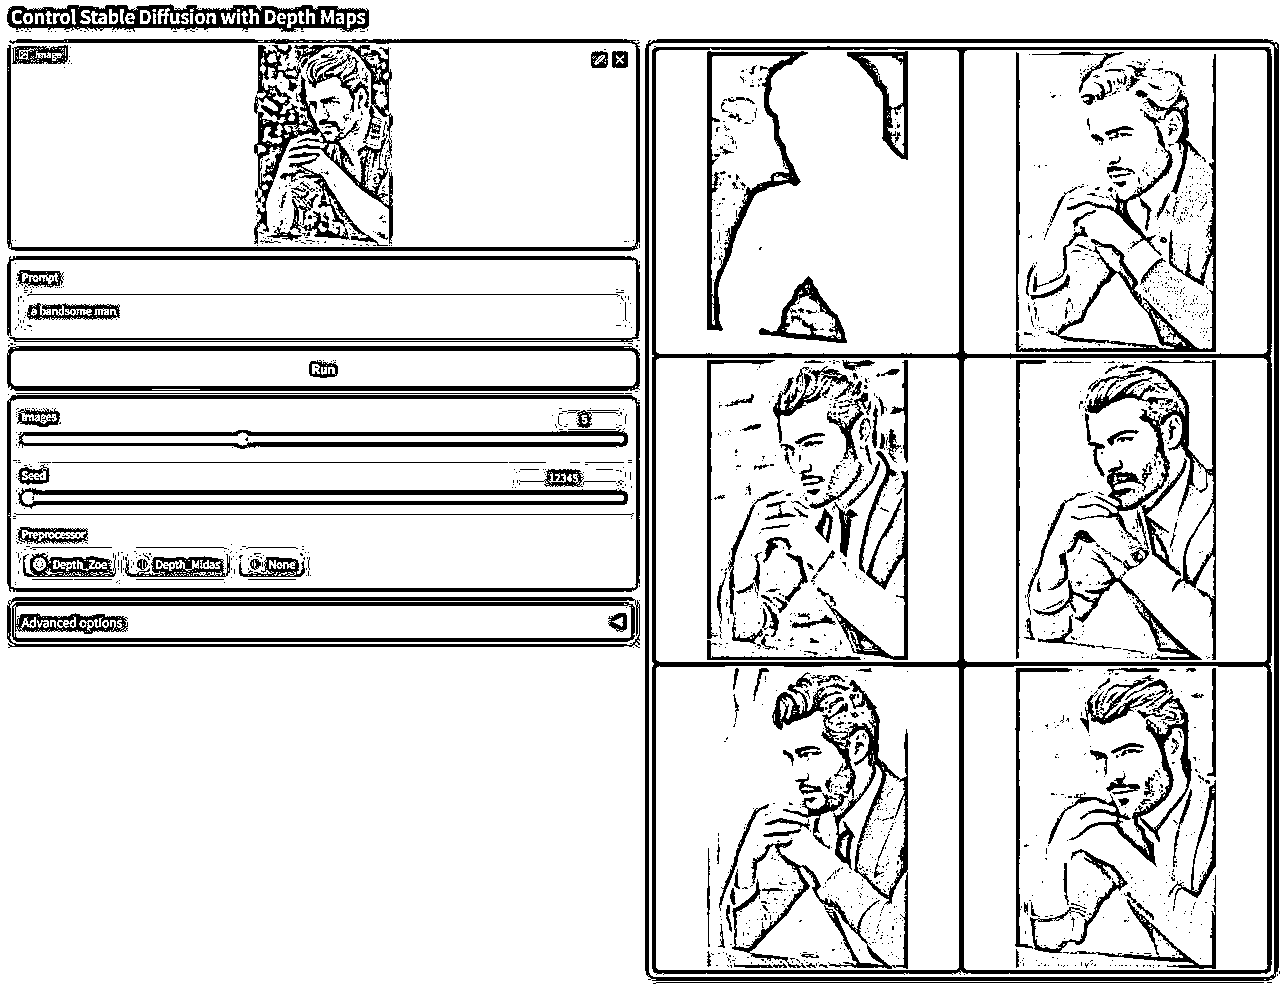 Control Stable Diffusion with Depth Maps
Image
Prompt
a handsome man
Run
Images
5
Seed
12345
Preprocessor
Depth_Zoe
Depth_Midas
None
Advanced options